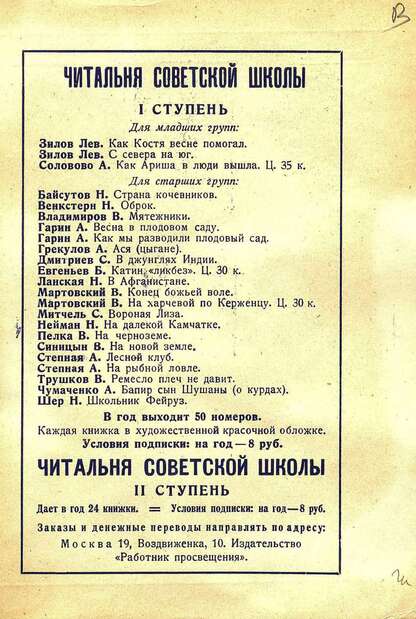 ЧИТАЛЬНЯ СОВЕТСКОЙ ШКОЛЫ
I СТУПЕНЬ
Для младших групп:
Зилов Лев. Как Костя весне помогал.
Зилов Лев. С севера на юг.
Соловово А. Как Ариша в люди вышла. Ц. 35 к.
Для старших групп:
Байсутов Н. Страна кочевников.
Венкстерн Н. Оброк.
Владимиров В. Мятежники.
Гарин А. Весна в плодовом саду.
Гарин А. Как мы разводили плодовый сад.
Грекулов А. Ася (цыгане).
Дмитриев С. В джунглях Индии.
Евгеньев Б. Катин „ликбез". Ц. 30 к.
Ланская Н. В Афганистане.
Мартовский В. Конец божьей воле.
Мартовский В. На харчевой по Керженцу. Ц. 30 к.
Митчель С. Вороная Лиза.
Нейман Н. На далекой Камчатке.
Пелка В. На черноземе.
Синицын В. На новой земле.
Степная А. Лесной клуб.
Степная А. На рыбной ловле.
Трушков В. Ремесло плеч не давит.
Чумаченко А. Бапир сын Шушаны (о курдах).
Шер Н. Школьник Фейруз.
В год выходит 50 номеров.
Каждая книжка в художественной красочной обложке.
Условия подписки: на год — 8 руб.
ЧИТАЛЬНЯ СОВЕТСКОЙ ШКОЛЫ
II СТУПЕНЬ
Дает в год 24 книжки. = Условия подписки: на год—8 руб.
Заказы и денежные переводы направлять по адресу:
Москва 19, Воздвиженка, 10. Издательство
«Работник просвещения».